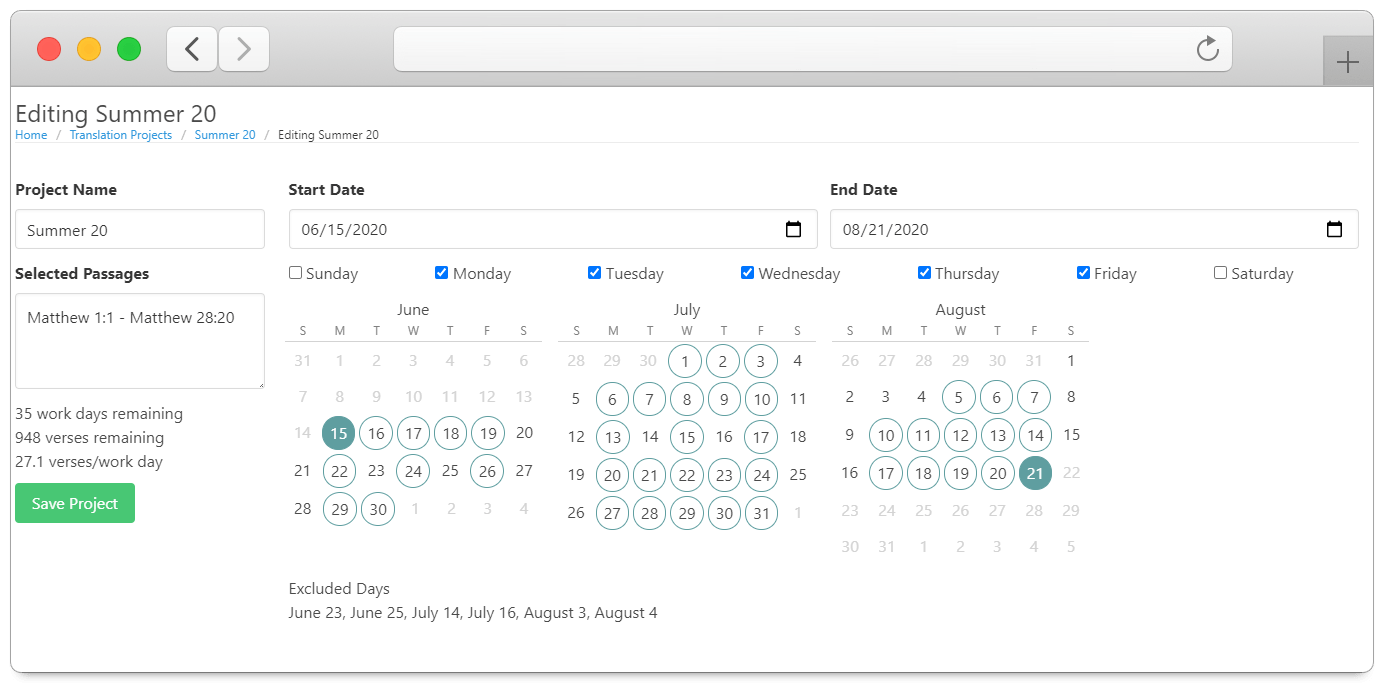 Editing Summer 20
Home / Translation Projects / Summer 20 / Editing Summer 20
Project Name
Summer 20
Selected Passages
Matthew 1:1 - Matthew 28:20
35 work days remaining
948 verses remaining
27.1 verses/work day
Save Project
Start Date
06/15/2020
End Date
08/21/2020
Sunday Monday Tuesday Wednesday Thursday Friday Saturday
June
S M T W T F S
31 1 2 3 4 5 6
7 8 9 10 11 12 13
14 15 16 17 18 19 20
21 22 23 24 25 26 27
28 29 30 1 2 3 4
July
S M T W T F S
28 29 30 1 2 3 4
5 6 7 8 9 10 11
12 13 14 15 16 17 18
19 20 21 22 23 24 25
26 27 28 29 30 31 1
August
S M T W T F S
26 27 28 29 30 31 1
2 3 4 5 6 7 8
9 10 11 12 13 14 15
16 17 18 19 20 21 22
23 24 25 26 27 28 29
30 31 1 2 3 4 5
Excluded Days
June 23, June 25, July 14, July 16, August 3, August 4